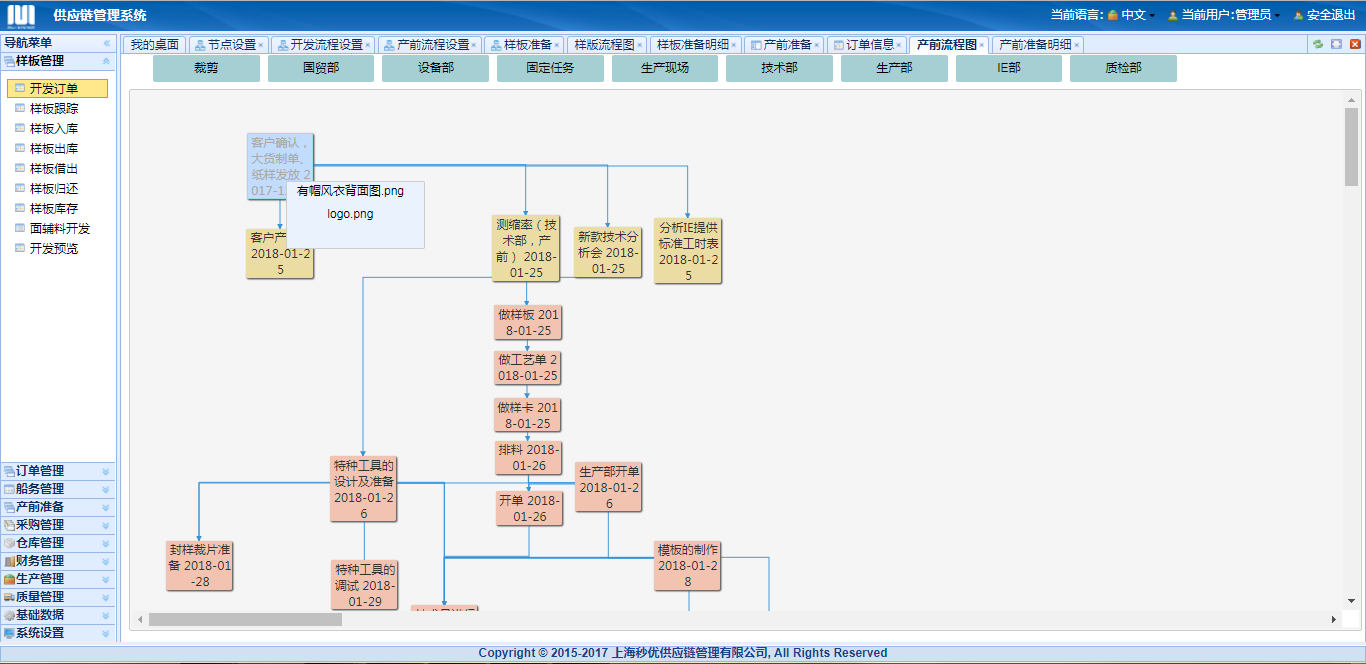 供应链管理系统
当前语言: 中文
当前用户:管理员
安全退出
导航菜单
样板管理
开发订单
样板跟踪
样板入库
样板出库
样板借出
样板归还
样板库存
面辅料开发
开发预览
订单管理
船务管理
产前准备
采购管理
仓库管理
财务管理
生产管理
质量管理
基础数据
系统设置
我的桌面
节点设置
开发流程设置
产前流程设置
样板准备
样版流程图
样板准备明细
产前准备
订单信息
产前流程图
产前准备明细
裁剪
国贸部
设备部
固定任务
生产现场
技术部
生产部
IE部
质检部
客户确认，
大货制单、
纸样发放 2
017-1
有帽风衣背面图.png
logo.png
客户产
2018-01-2
5
测缩率（技
术部，产
前） 2018-
01-25
新款技术分
析会 2018-
01-25
分析IE提供
标准工时表
2018-01-2
5
做样板 201
8-01-25
做工艺单 2
018-01-25
做样卡 201
8-01-25
排料 2018-
01-26
生产部开单
2018-01-2
6
开单 2018-
01-26
特种工具的
设计及准备
2018-01-2
6
封样裁片准
备 2018-01
-28
特种工具的
调试 2018-
01-29
模板的制作
2018-01-2
8
Copyright © 2015-2017 上海秒优供应链管理有限公司, All Rights Reserved